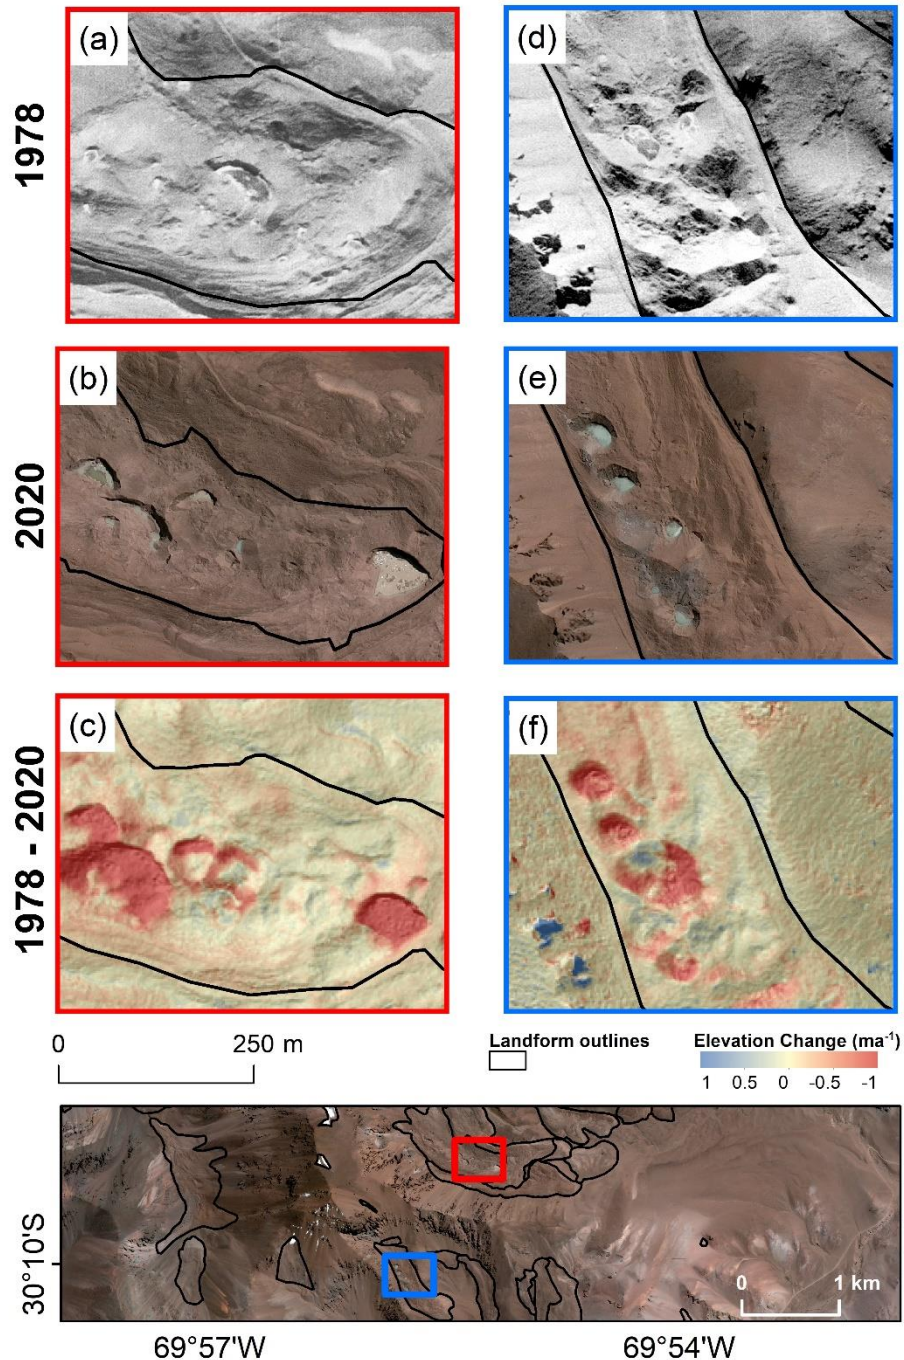 (a)
(d)
1978
(b)
(e)
2020
(c)
(f)
1978 - 2020
0 250 m
Landform outlines
Elevation Change (ma⁻¹)
1 0.5 0 -0.5 -1
30°10'S
0 1 km
69°57'W 69°54'W